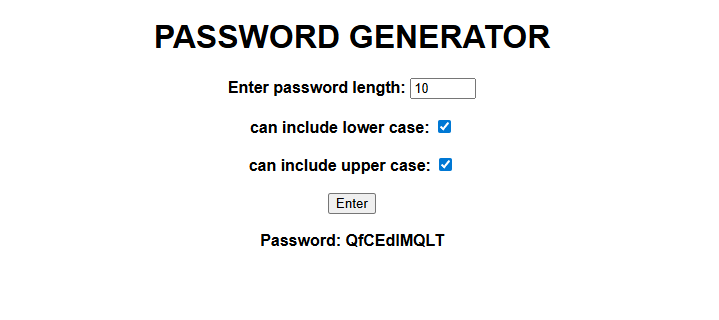 PASSWORD GENERATOR
Enter password length: 10
can include lower case:
can include upper case:
Enter
Password: QfCEdIMQLT